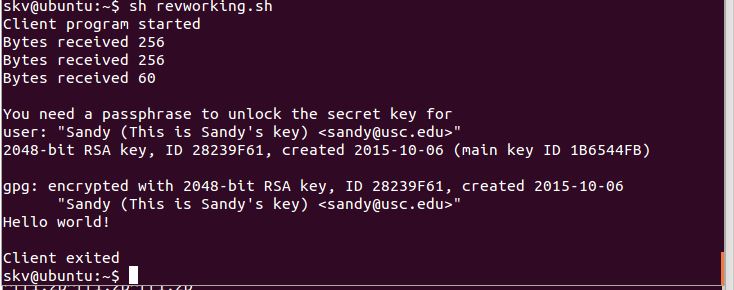 skv@ubuntu:~$ sh revworking.sh
Client program started
Bytes received 256
Bytes received 256
Bytes received 60
You need a passphrase to unlock the secret key for
user: "Sandy (This is Sandy's key) <sandy@usc.edu>"
2048-bit RSA key, ID 28239F61, created 2015-10-06 (main key ID 1B6544FB)
gpg: encrypted with 2048-bit RSA key, ID 28239F61, created 2015-10-06
"Sandy (This is Sandy's key) <sandy@usc.edu>"
Hello world!
Client exited
skv@ubuntu:~$